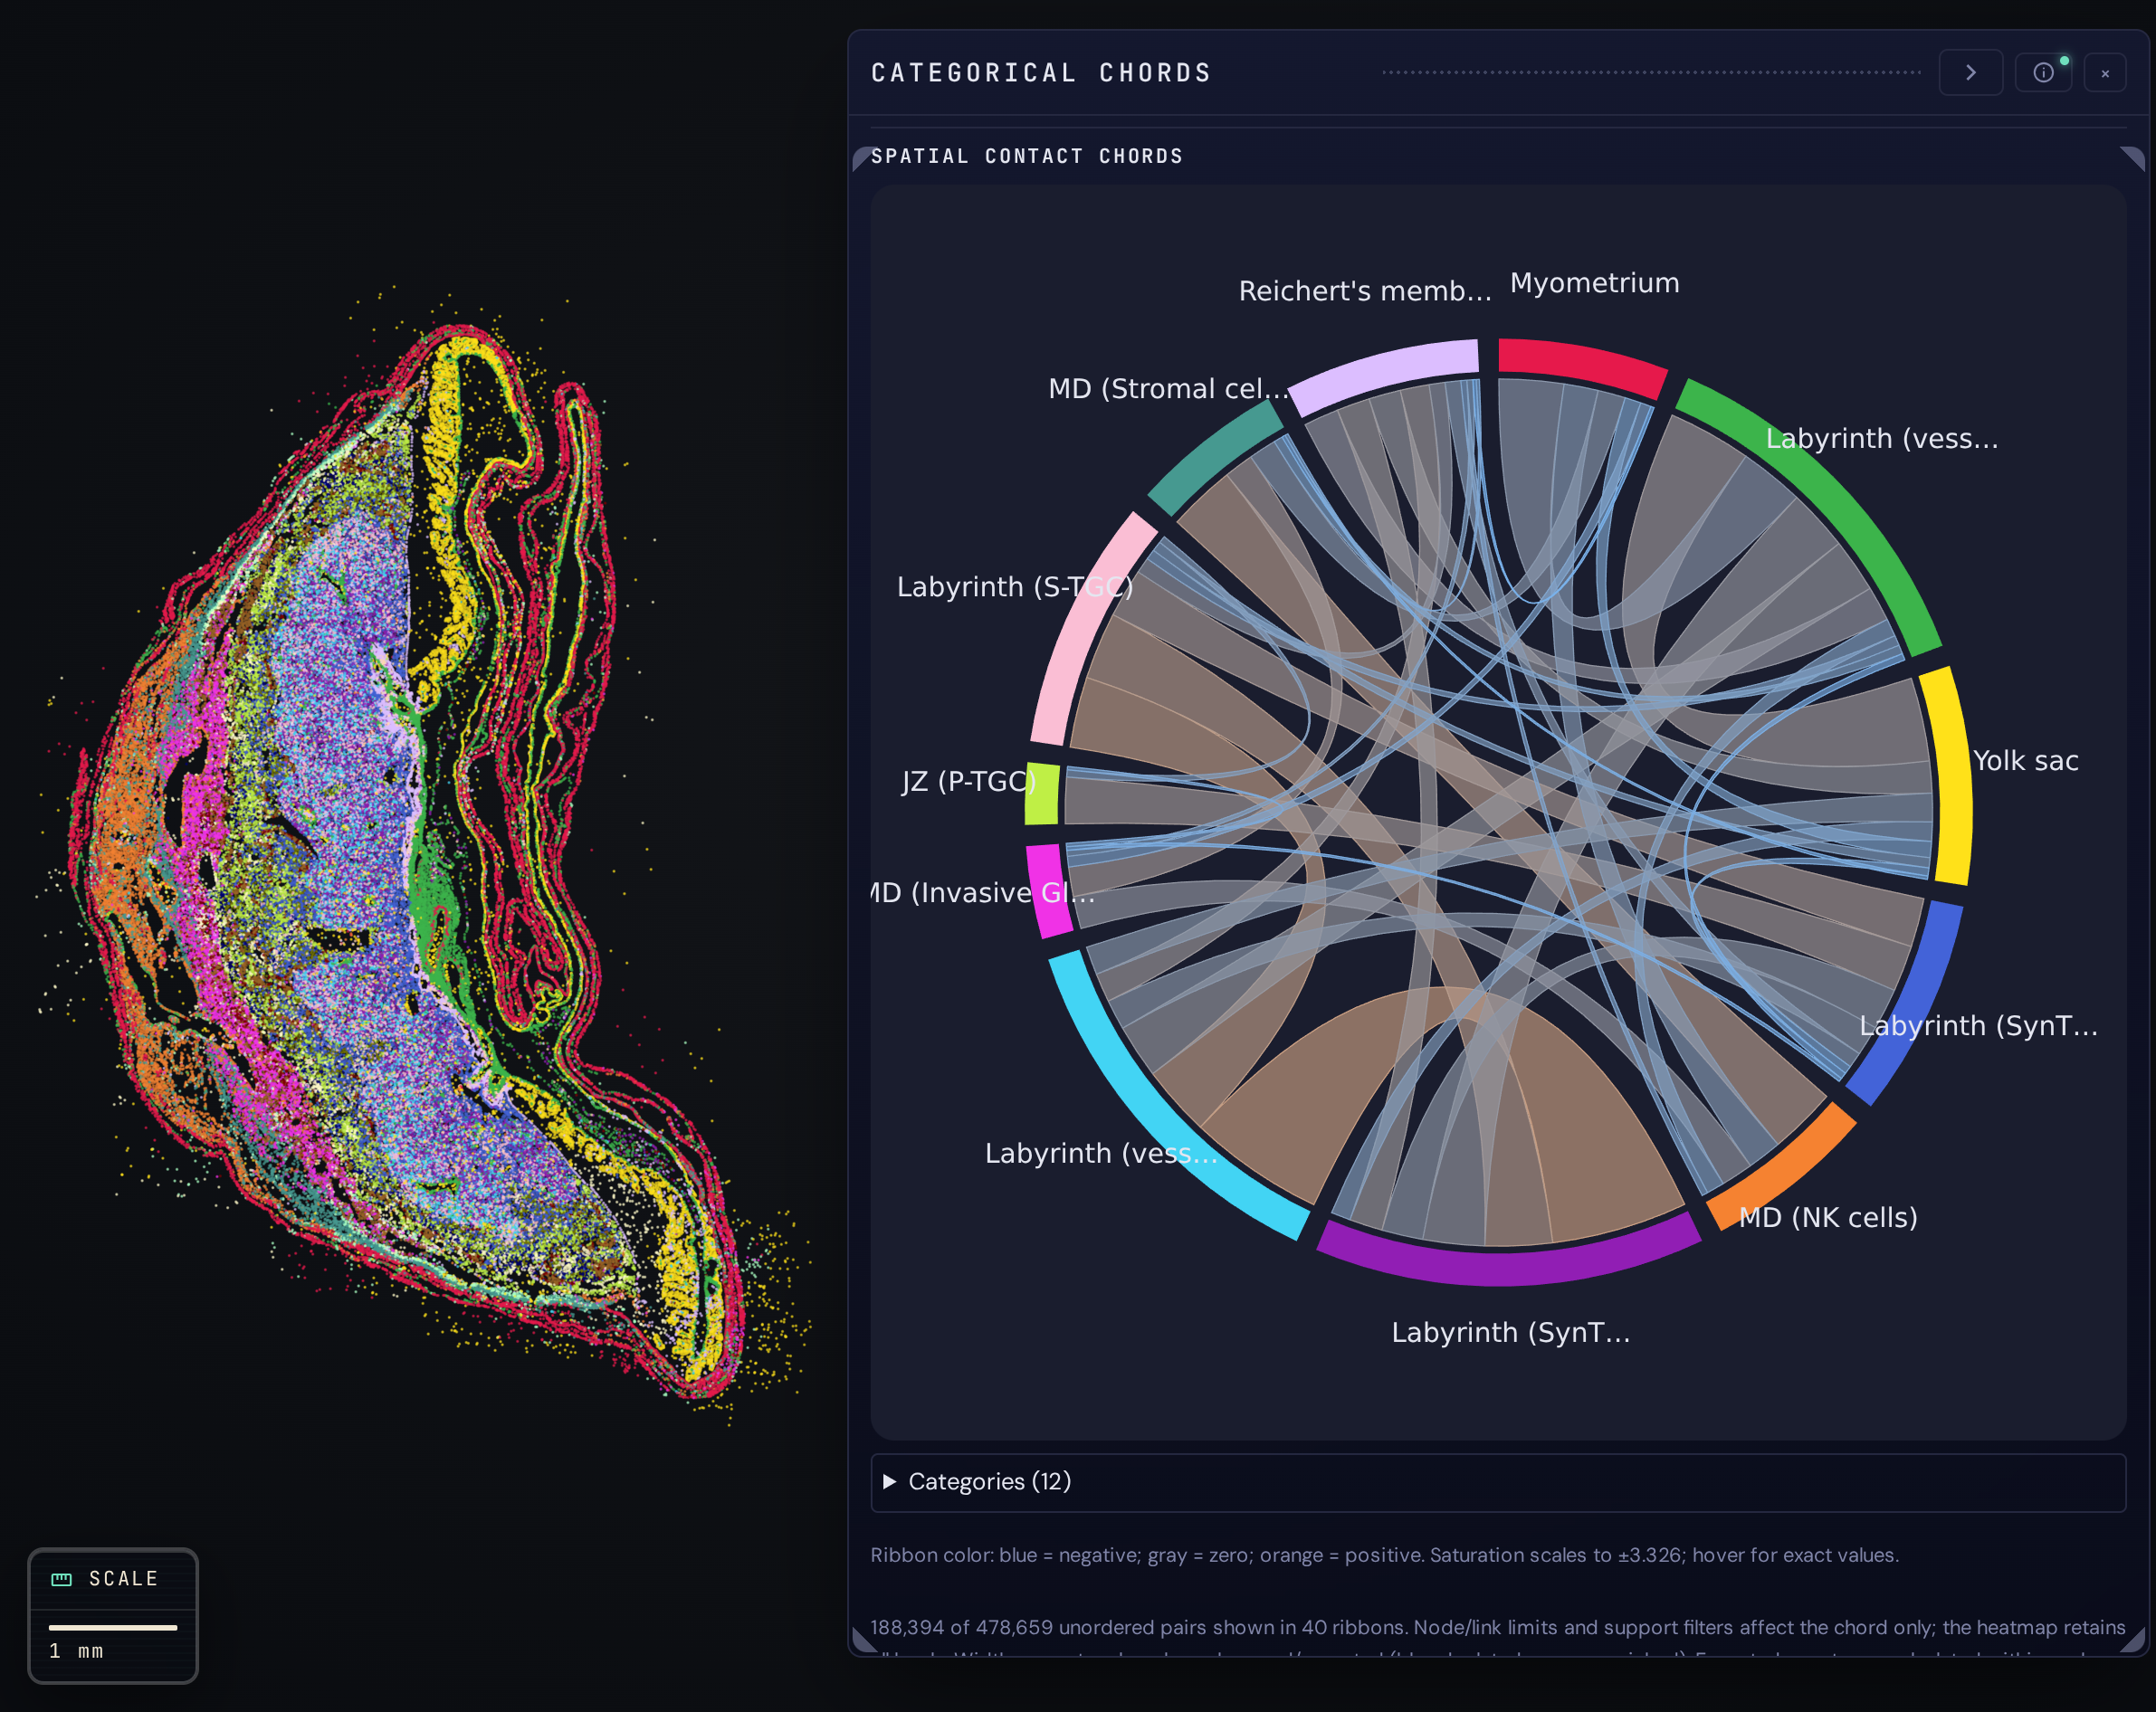 CATEGORICAL CHORDS
SPATIAL CONTACT CHORDS
Reichert's memb...
Myometrium
MD (Stromal cel...
Labyrinth (vess...
Labyrinth (S-TGC)
Yolk sac
JZ (P-TGC)
MD (Invasive Gl...
Labyrinth (SynT...
Labyrinth (vess...
MD (NK cells)
Labyrinth (SynT...
Categories (12)
Ribbon color: blue = negative; gray = zero; orange = positive. Saturation scales to ±3.326; hover for exact values.
188,394 of 478,659 unordered pairs shown in 40 ribbons. Node/link limits and support filters affect the chord only; the heatmap retains
SCALE
1 mm